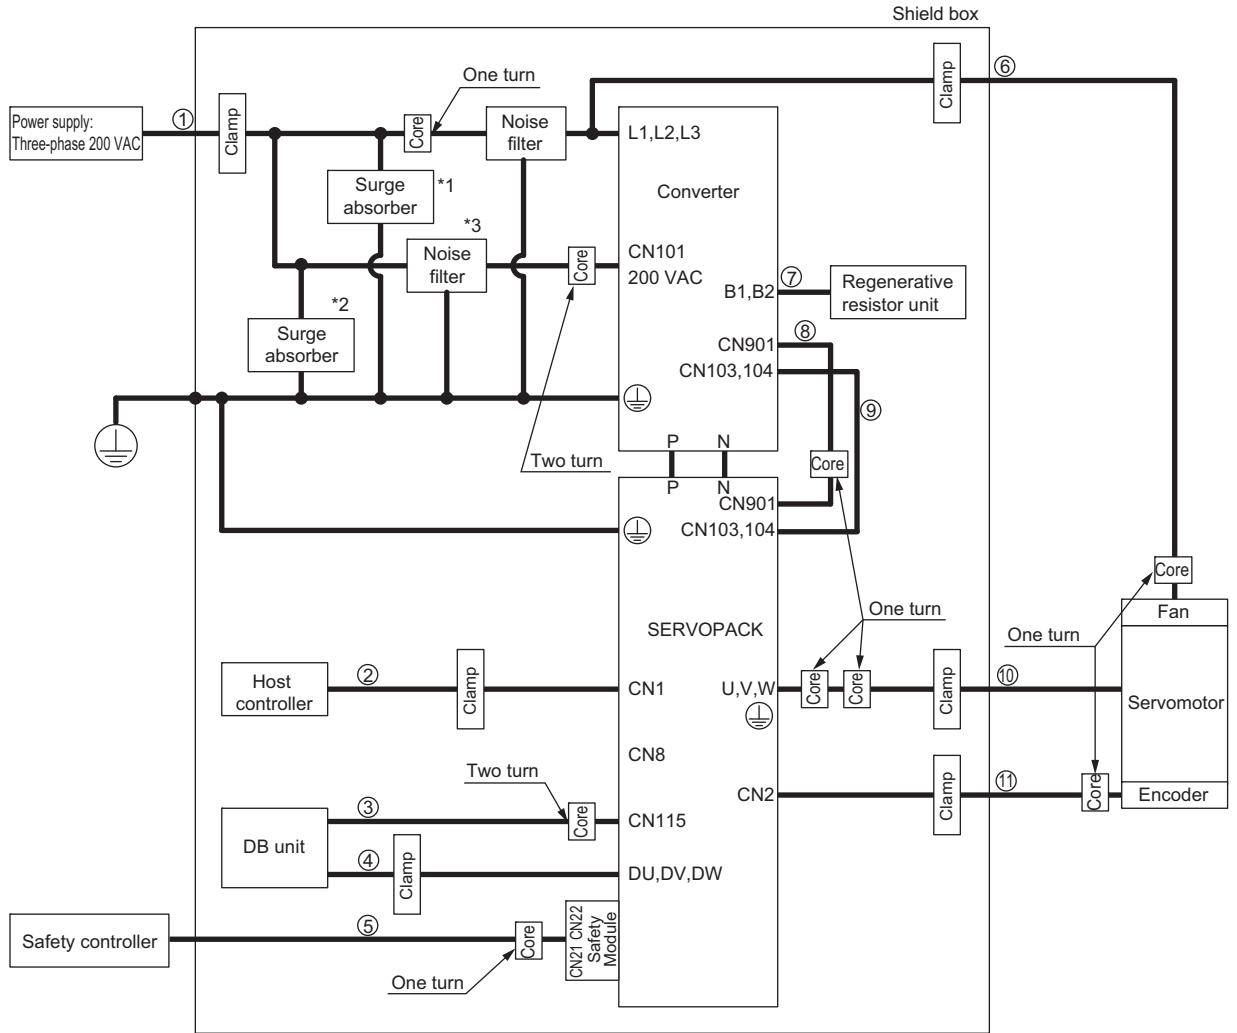 Shield box
One turn
⑥
Clamp
Power supply:
Three-phase 200 VAC
①
Clamp
Core
Noise
filter
L1,L2,L3
Surge
absorber
*1
Converter
*3
Noise
filter
Core
CN101
200 VAC
⑦
B1,B2
Regenerative
resistor unit
*2
Surge
absorber
⑧
CN901
CN103,104
⑨
Two turn
P
N
Core
P
N
CN901
CN103,104
Core
Fan
One turn
One turn
SERVOPACK
Host
controller
②
Clamp
CN1
U,V,W
Core
Core
Clamp
⑩
Servomotor
CN8
Two turn
CN2
Clamp
⑪
Core
Encoder
DB unit
③
Core
CN115
④
Clamp
DU,DV,DW
Safety controller
⑤
Core
CN21 CN22
Safety
Module
One turn